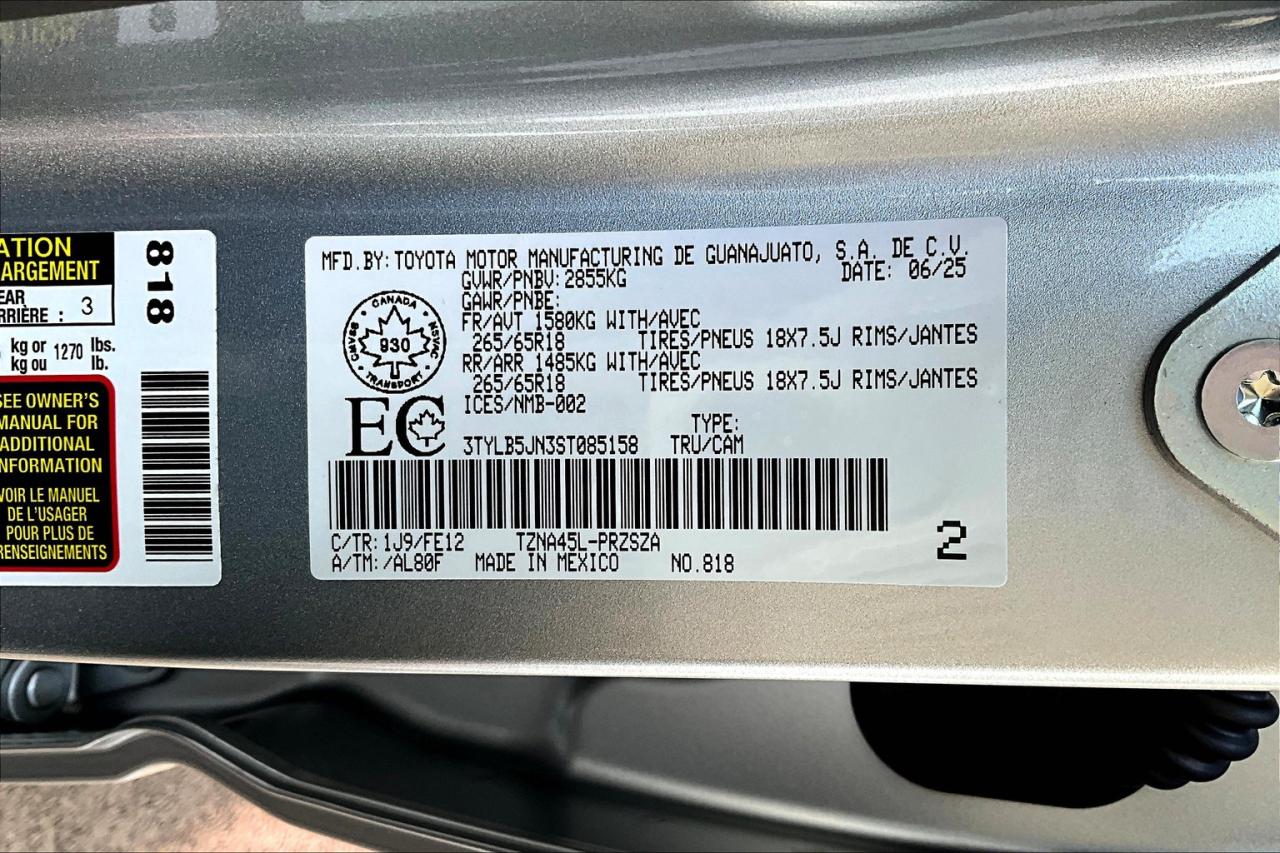 ATION
ARGEMENT
EAR
RRIÈRE : 3
kg or 1270 lbs.
kg ou lb.
SEE OWNER'S
MANUAL FOR
ADDITIONAL
INFORMATION
VOIR LE MANUEL
DE L'USAGER
POUR PLUS DE
RENSEIGNEMENTS
818
MFD.BY:TOYOTA MOTOR MANUFACTURING DE GUANAJUATO, S.A. DE C.V.
GVWR/PNBV:2855KG DATE: 06/25
GAWR/PNBE:
FR/AVT 1580KG WITH/AVEC
265/65R18 TIRES/PNEUS 18X7.5J RIMS/JANTES
RR/ARR 1485KG WITH/AVEC
265/65R18 TIRES/PNEUS 18X7.5J RIMS/JANTES
ICES/NMB-002
CANADA
930
TRANSPORT
EC
TYPE:
3TYLB5JN3ST085158 TRU/CAM
C/TR:1J9/FE12 TZNA45L-PRZSZA
A/TM:/AL80F MADE IN MEXICO NO.818
2